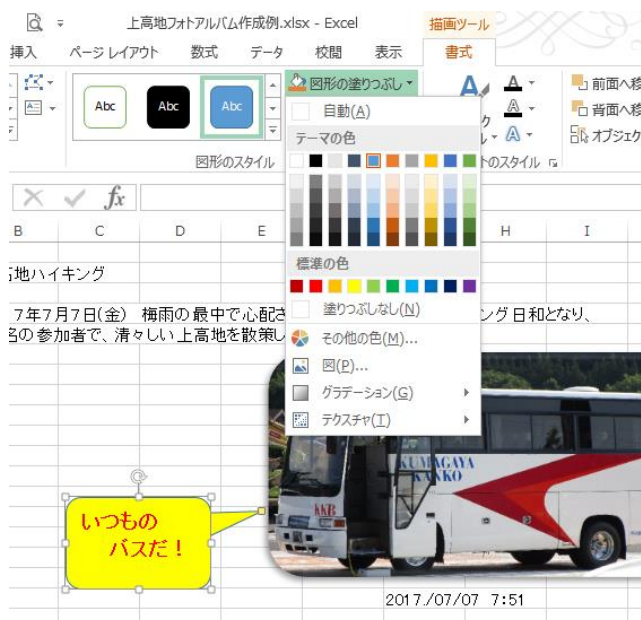 上高地フォトアルバム作成例.xlsx - Excel
描画ツール
挿入 ページレイアウト 数式 データ 校閲 表示 書式
Abc Abc Abc
図形の塗りつぶし
前面へ移
背面へ移
オブジェク
図形のスタイル
トのスタイル
自動(A)
テーマの色
標準の色
塗りつぶしなし(N)
その他の色(M)...
図(P)...
グラデーション(G)
テクスチャ(T)
fx
B C D E H I
地ハイキング
7年7月7日(金) 梅雨の最中で心配さ
ング日和となり、
名の参加者で、清々しい上高地を散策し
KUMAGAYA
KANKO
KKB
いつもの
バスだ！
2017./07/07 7:51